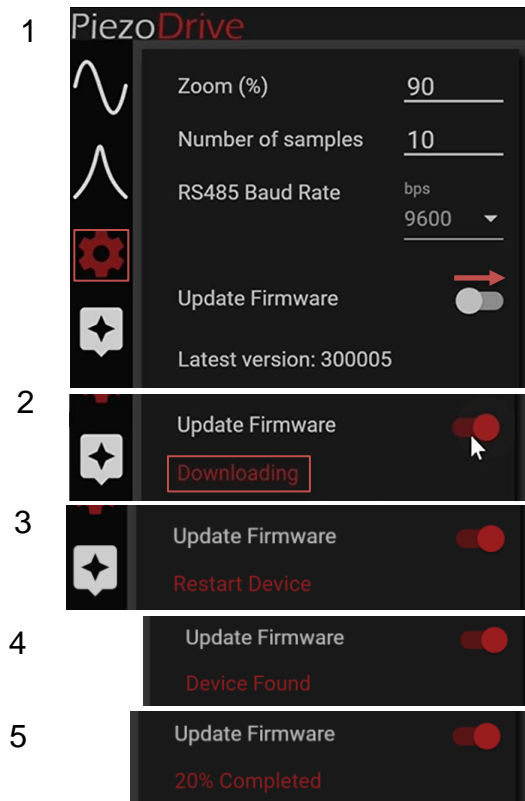 1
PiezoDrive
Zoom (%) 90
Number of samples 10
RS485 Baud Rate bps
9600
Update Firmware
Latest version: 300005
2
Update Firmware
Downloading
3
Update Firmware
Restart Device
4
Update Firmware
Device Found
5
Update Firmware
20% Completed